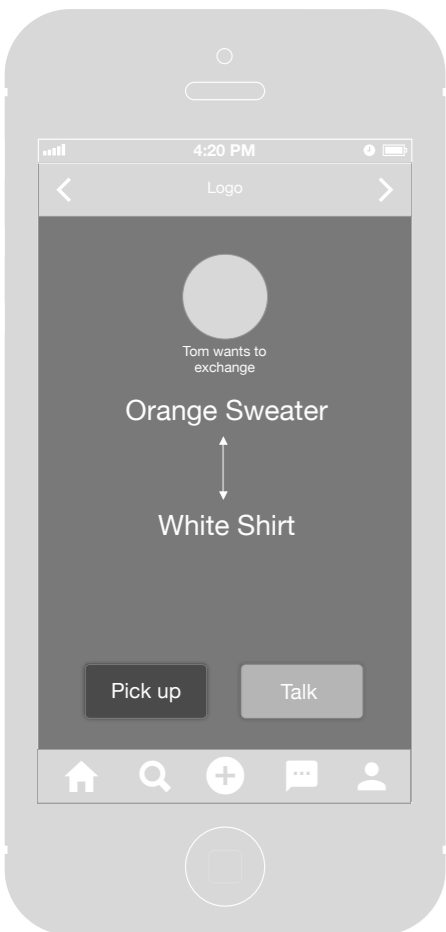 4:20 PM
Logo
Tom wants to
exchange
Orange Sweater
White Shirt
Pick up
Talk